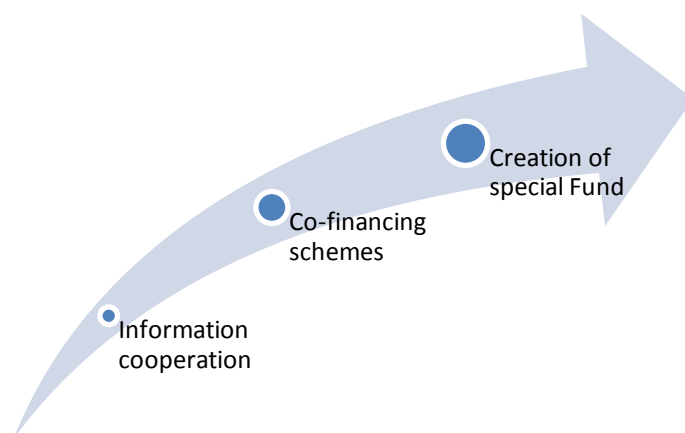 Creation of
special Fund
Co-financing
schemes
Information
cooperation